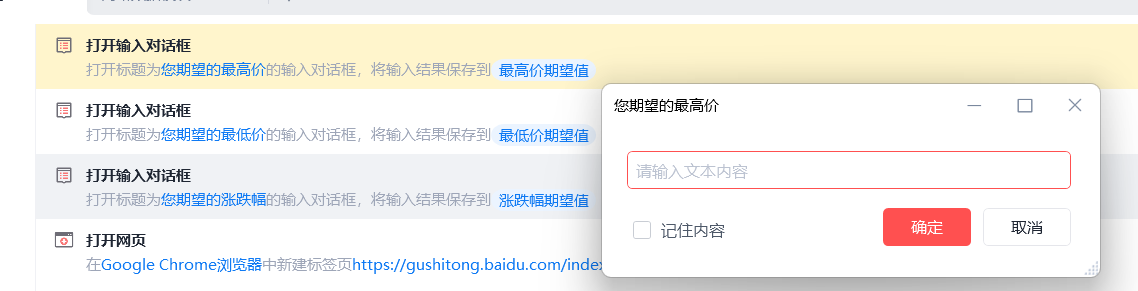 打开输入对话框
打开标题为您期望的最高价的输入对话框，将输入结果保存到 最高价期望值
打开输入对话框
打开标题为您期望的最低价的输入对话框，将输入结果保存到 最低价期望值
打开输入对话框
打开标题为您期望的涨跌幅的输入对话框，将输入结果保存到 涨跌幅期望值
打开网页
在Google Chrome浏览器中新建标签页https://gushitong.baidu.com/index
您期望的最高价
请输入文本内容
记住内容
确定
取消